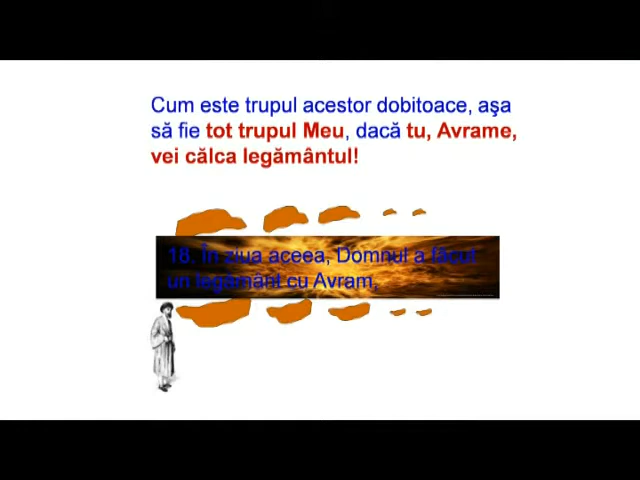 Cum este trupul acestor dobitoace, aşa
să fie tot trupul Meu, dacă tu, Avrame,
vei călca legământul!
18. În ziua aceea, Domnul a făcut
un legământ cu Avram,